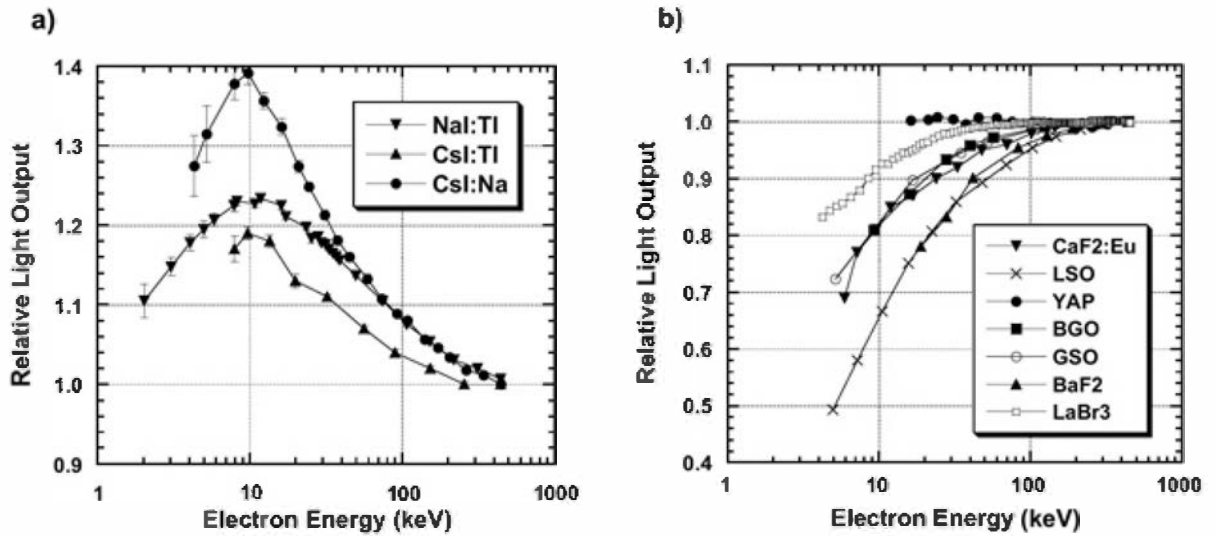 a)
1.4
1.3
1.2
1.1
1.0
0.9
Relative Light Output
NaI:Tl
CsI:Tl
CsI:Na
1
10
100
1000
Electron Energy (keV)
b)
1.1
1.0
0.9
0.8
0.7
0.6
0.5
0.4
Relative Light Output
CaF2:Eu
LSO
YAP
BGO
GSO
BaF2
LaBr3
1
10
100
1000
Electron Energy (keV)